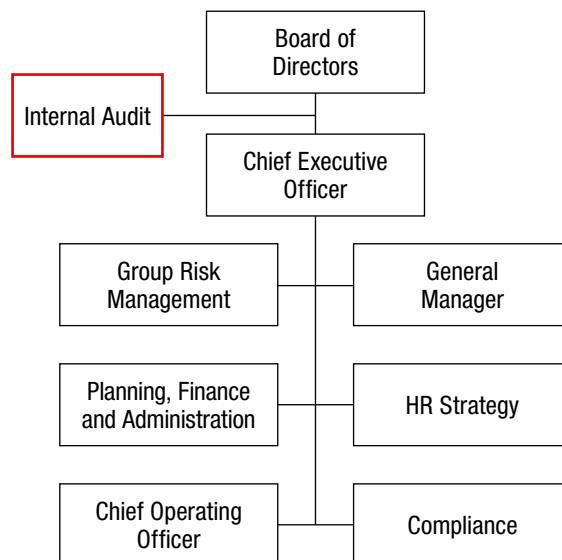 Board of
Directors
Internal Audit
Chief Executive
Officer
Group Risk
Management
General
Manager
Planning, Finance
and Administration
HR Strategy
Chief Operating
Officer
Compliance